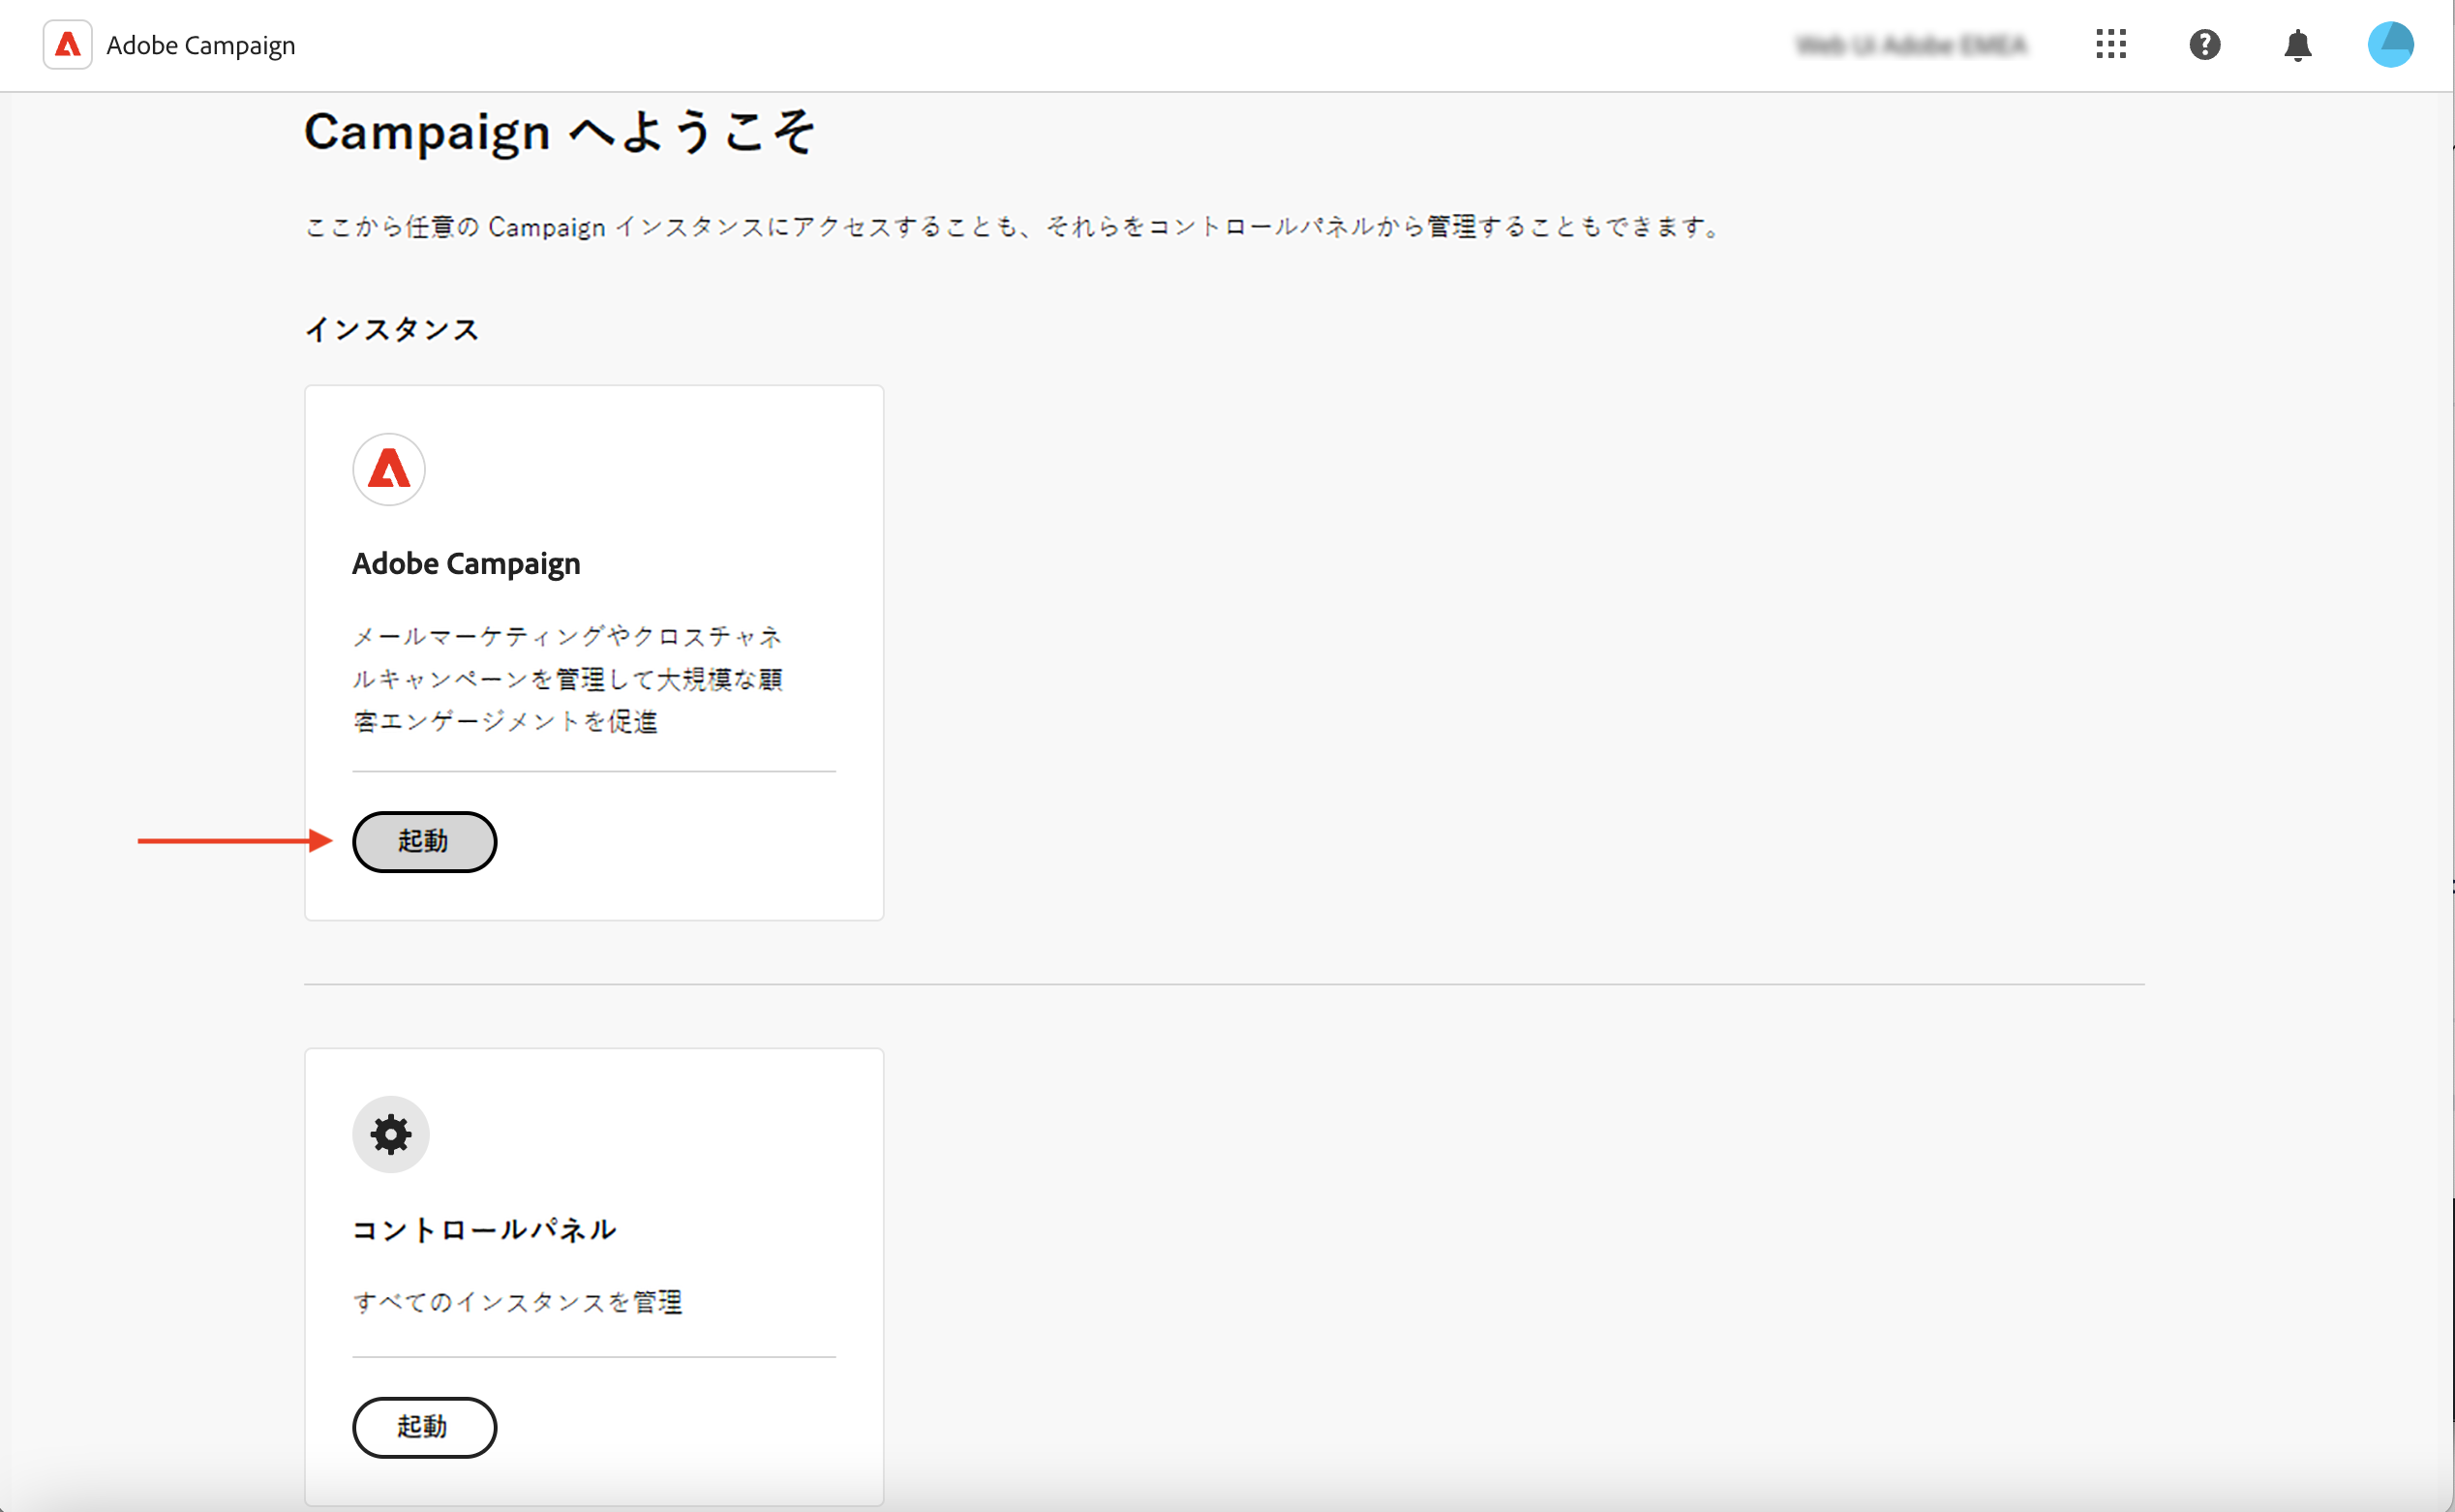 Adobe Campaign
Campaign へようこそ
ここから任意の Campaign インスタンスにアクセスすることも、それらをコントロールパネルから管理することもできます。
インスタンス
Adobe Campaign
メールマーケティングやクロスチャネ
ルキャンペーンを管理して大規模な顧
客エンゲージメントを促進
起動
コントロールパネル
すべてのインスタンスを管理
起動